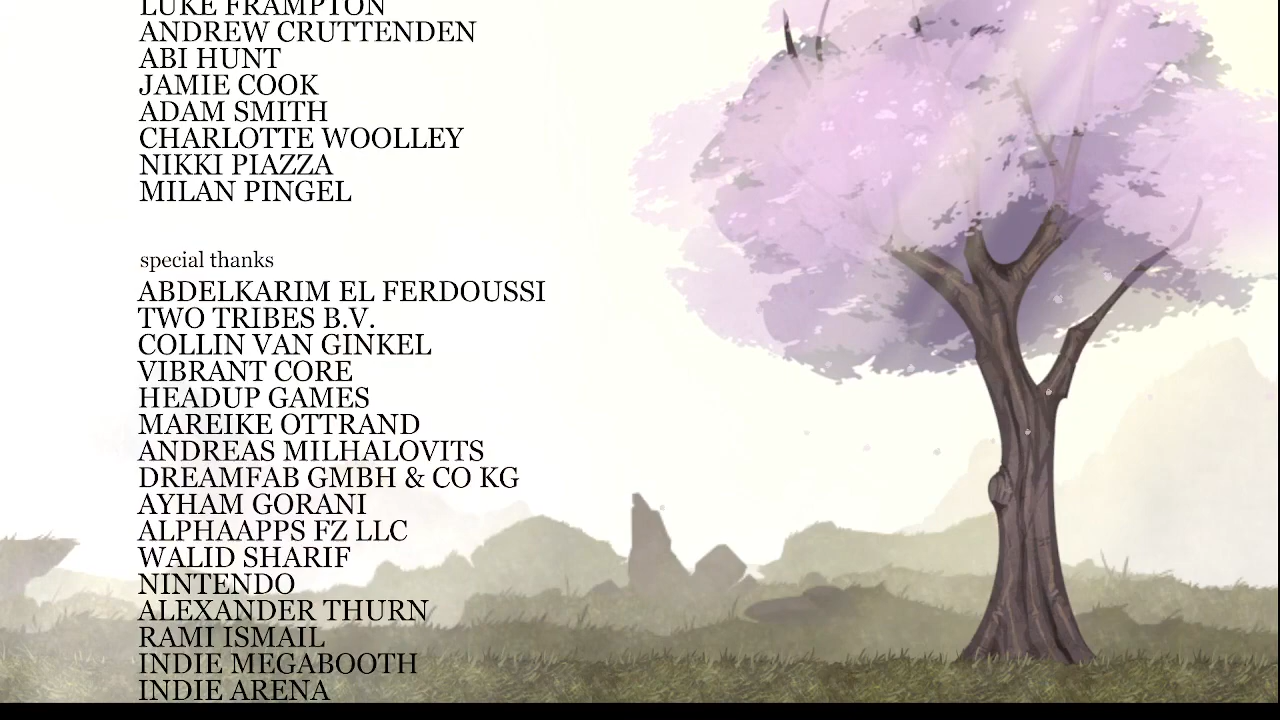 LUKE FRAMPTON
ANDREW CRUTTENDEN
ABI HUNT
JAMIE COOK
ADAM SMITH
CHARLOTTE WOOLLEY
NIKKI PIAZZA
MILAN PINGEL
special thanks
ABDELKARIM EL FERDOUSSI
TWO TRIBES B.V.
COLLIN VAN GINKEL
VIBRANT CORE
HEADUP GAMES
MAREIKE OTTRAND
ANDREAS MILHALOVITS
DREAMFAB GMBH & CO KG
AYHAM GORANI
ALPHAAPPS FZ LLC
WALID SHARIF
NINTENDO
ALEXANDER THURN
RAMI ISMAIL
INDIE MEGABOOTH
INDIE ARENA